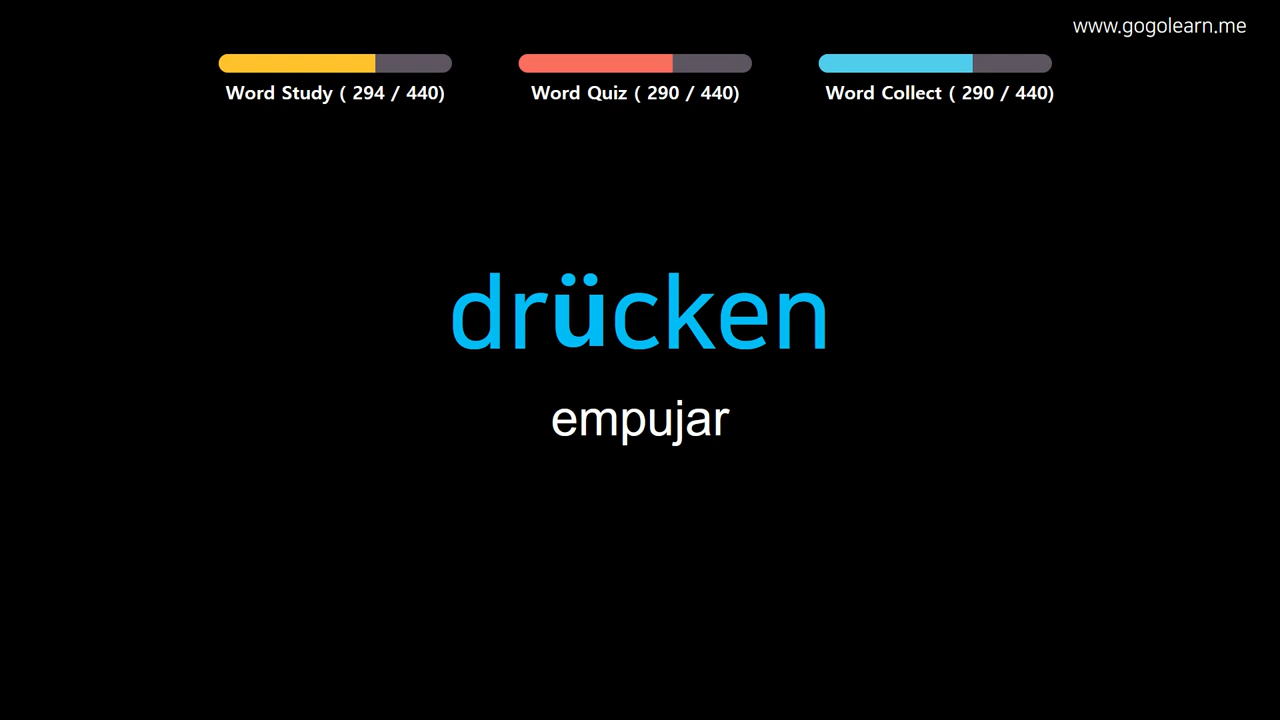 www.gogolearn.me
Word Study ( 294 / 440)
Word Quiz ( 290 / 440)
Word Collect ( 290 / 440)
drücken
empujar